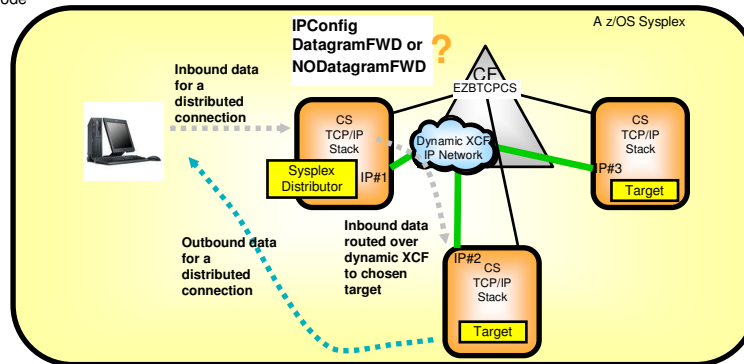 ode
A z/OS Sysplex
IPConfig
DatagramFWD or
NODatagramFWD
?
CF
EZBTCPCS
Inbound data
for a
distributed
connection
CS
TCP/IP
Stack
Sysplex
Distributor
IP#1
Dynamic XCF
IP Network
CS
TCP/IP
Stack
IP#3
Target
Inbound data
routed over
dynamic XCF
to chosen
target
Outbound data
for a
distributed
connection
IP#2
CS
TCP/IP
Stack
Target